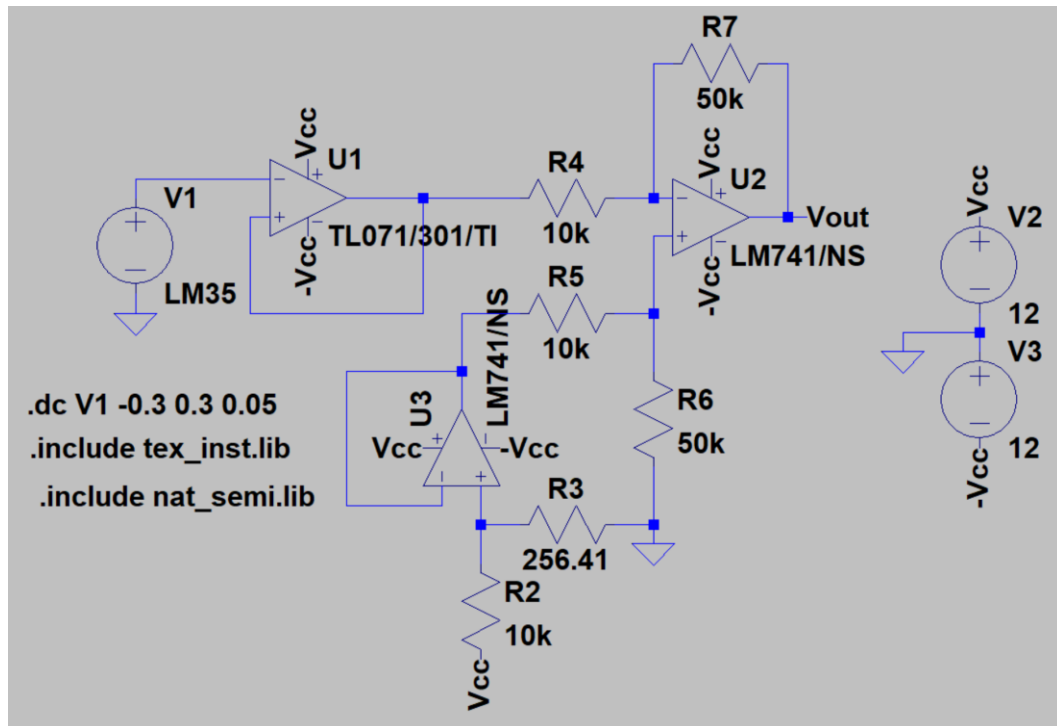 R7
50k
Vcc
U1
V1
TL071/301/TI
-Vcc
LM35
R4
10k
Vcc
U2
Vout
LM741/NS
-Vcc
R5
10k
LM741/NS
U3
Vcc
-Vcc
R6
50k
R3
256.41
R2
10k
Vcc
Vcc
V2
12
V3
12
-Vcc
.dc V1 -0.3 0.3 0.05
.include tex_inst.lib
.include nat_semi.lib